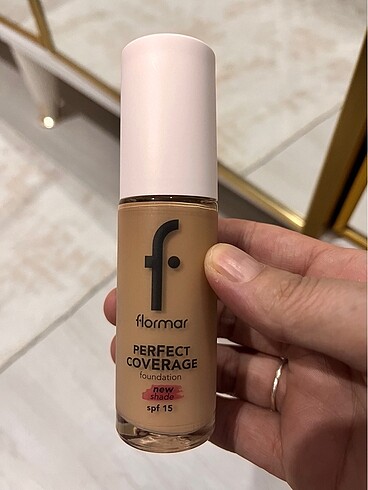 f
flormar
PERFECT
COVERAGE
foundation
new
shade
spf 15